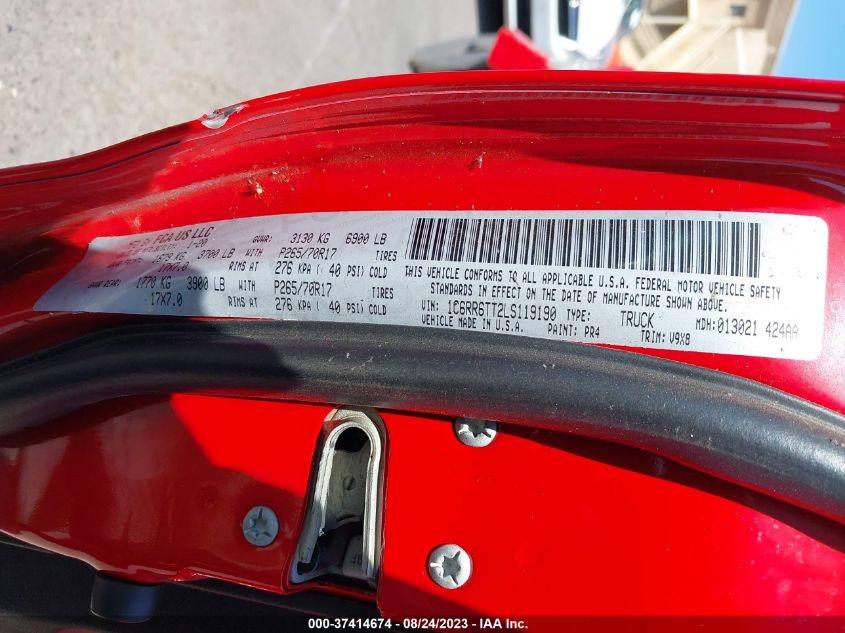 FCA US LLC
1-20 GVWR: 3130 KG 6900 LB
1679 KG 3700 LB WITH P265/70R17 TIRES
17X7.0 RIMS AT 276 KPA ( 40 PSI) COLD
1770 KG 3900 LB WITH P265/70R17 TIRES
17X7.0 RIMS AT 276 KPA ( 40 PSI) COLD
THIS VEHICLE CONFORMS TO ALL APPLICABLE U.S.A. FEDERAL MOTOR VEHICLE SAFETY
STANDARDS IN EFFECT ON THE DATE OF MANUFACTURE SHOWN ABOVE.
VIN: 1C6RR6TT2LS119190 TYPE: TRUCK MDH: 013021 424AA
VEHICLE MADE IN U.S.A. PAINT: PR4 TRIM: V9X8
000-37414674 / 08/24/2023 - IAA Inc.